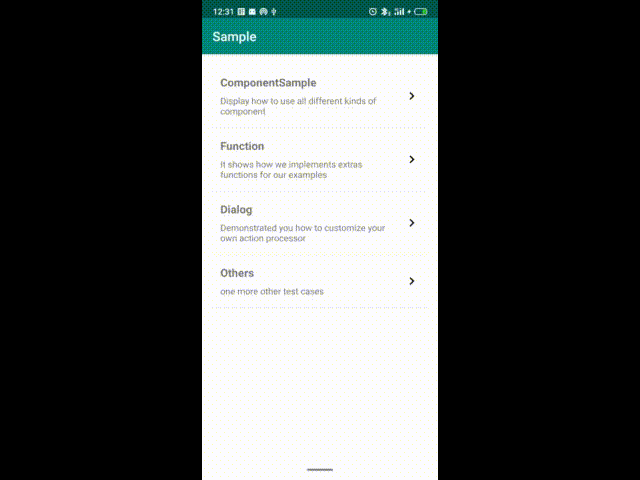 12:31
Sample
ComponentSample
Display how to use all different kinds of
component
Function
It shows how we implements extras
functions for our examples
Dialog
Demonstrated you how to customize your
own action processor
Others
one more other test cases